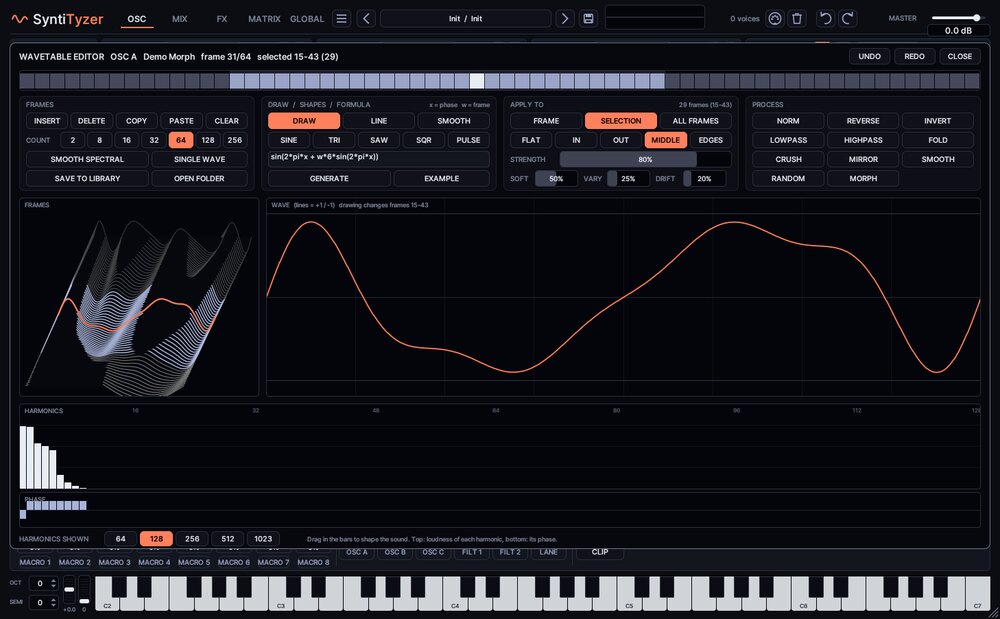 SyntiTyzer OSC MIX FX MATRIX GLOBAL Init / Init 0 voices MASTER
0.0 dB
WAVETABLE EDITOR OSC A Demo Morph frame 31/64 selected 15-43 (29) UNDO REDO CLOSE
FRAMES
INSERT DELETE COPY PASTE CLEAR
COUNT 2 8 16 32 64 128 256
SMOOTH SPECTRAL SINGLE WAVE
SAVE TO LIBRARY OPEN FOLDER
DRAW / SHAPES / FORMULA x = phase w = frame
DRAW LINE SMOOTH
SINE TRI SAW SQR PULSE
sin(2*pi*x + w*6*sin(2*pi*x))
GENERATE EXAMPLE
APPLY TO 29 frames (15-43)
FRAME SELECTION ALL FRAMES
FLAT IN OUT MIDDLE EDGES
STRENGTH 80%
SOFT 50% VARY 25% DRIFT 20%
PROCESS
NORM REVERSE INVERT
LOWPASS HIGHPASS FOLD
CRUSH MIRROR SMOOTH
RANDOM MORPH
FRAMES
WAVE (lines = +1 / -1) drawing changes frames 15-43
HARMONICS 16 32 48 64 80 96 112
PHASE
HARMONICS SHOWN 64 128 256 512 1023 Drag in the bars to shape the sound. Top: loudness of each harmonic, bottom: its phase.
OSC A OSC B OSC C FILT 1 FILT 2 LANE CLIP
MACRO 1 MACRO 2 MACRO 3 MACRO 4 MACRO 5 MACRO 6 MACRO 7 MACRO 8
OCT 0
SEMI 0
+0.0 0
C2 C3 C4 C5 C6 C7